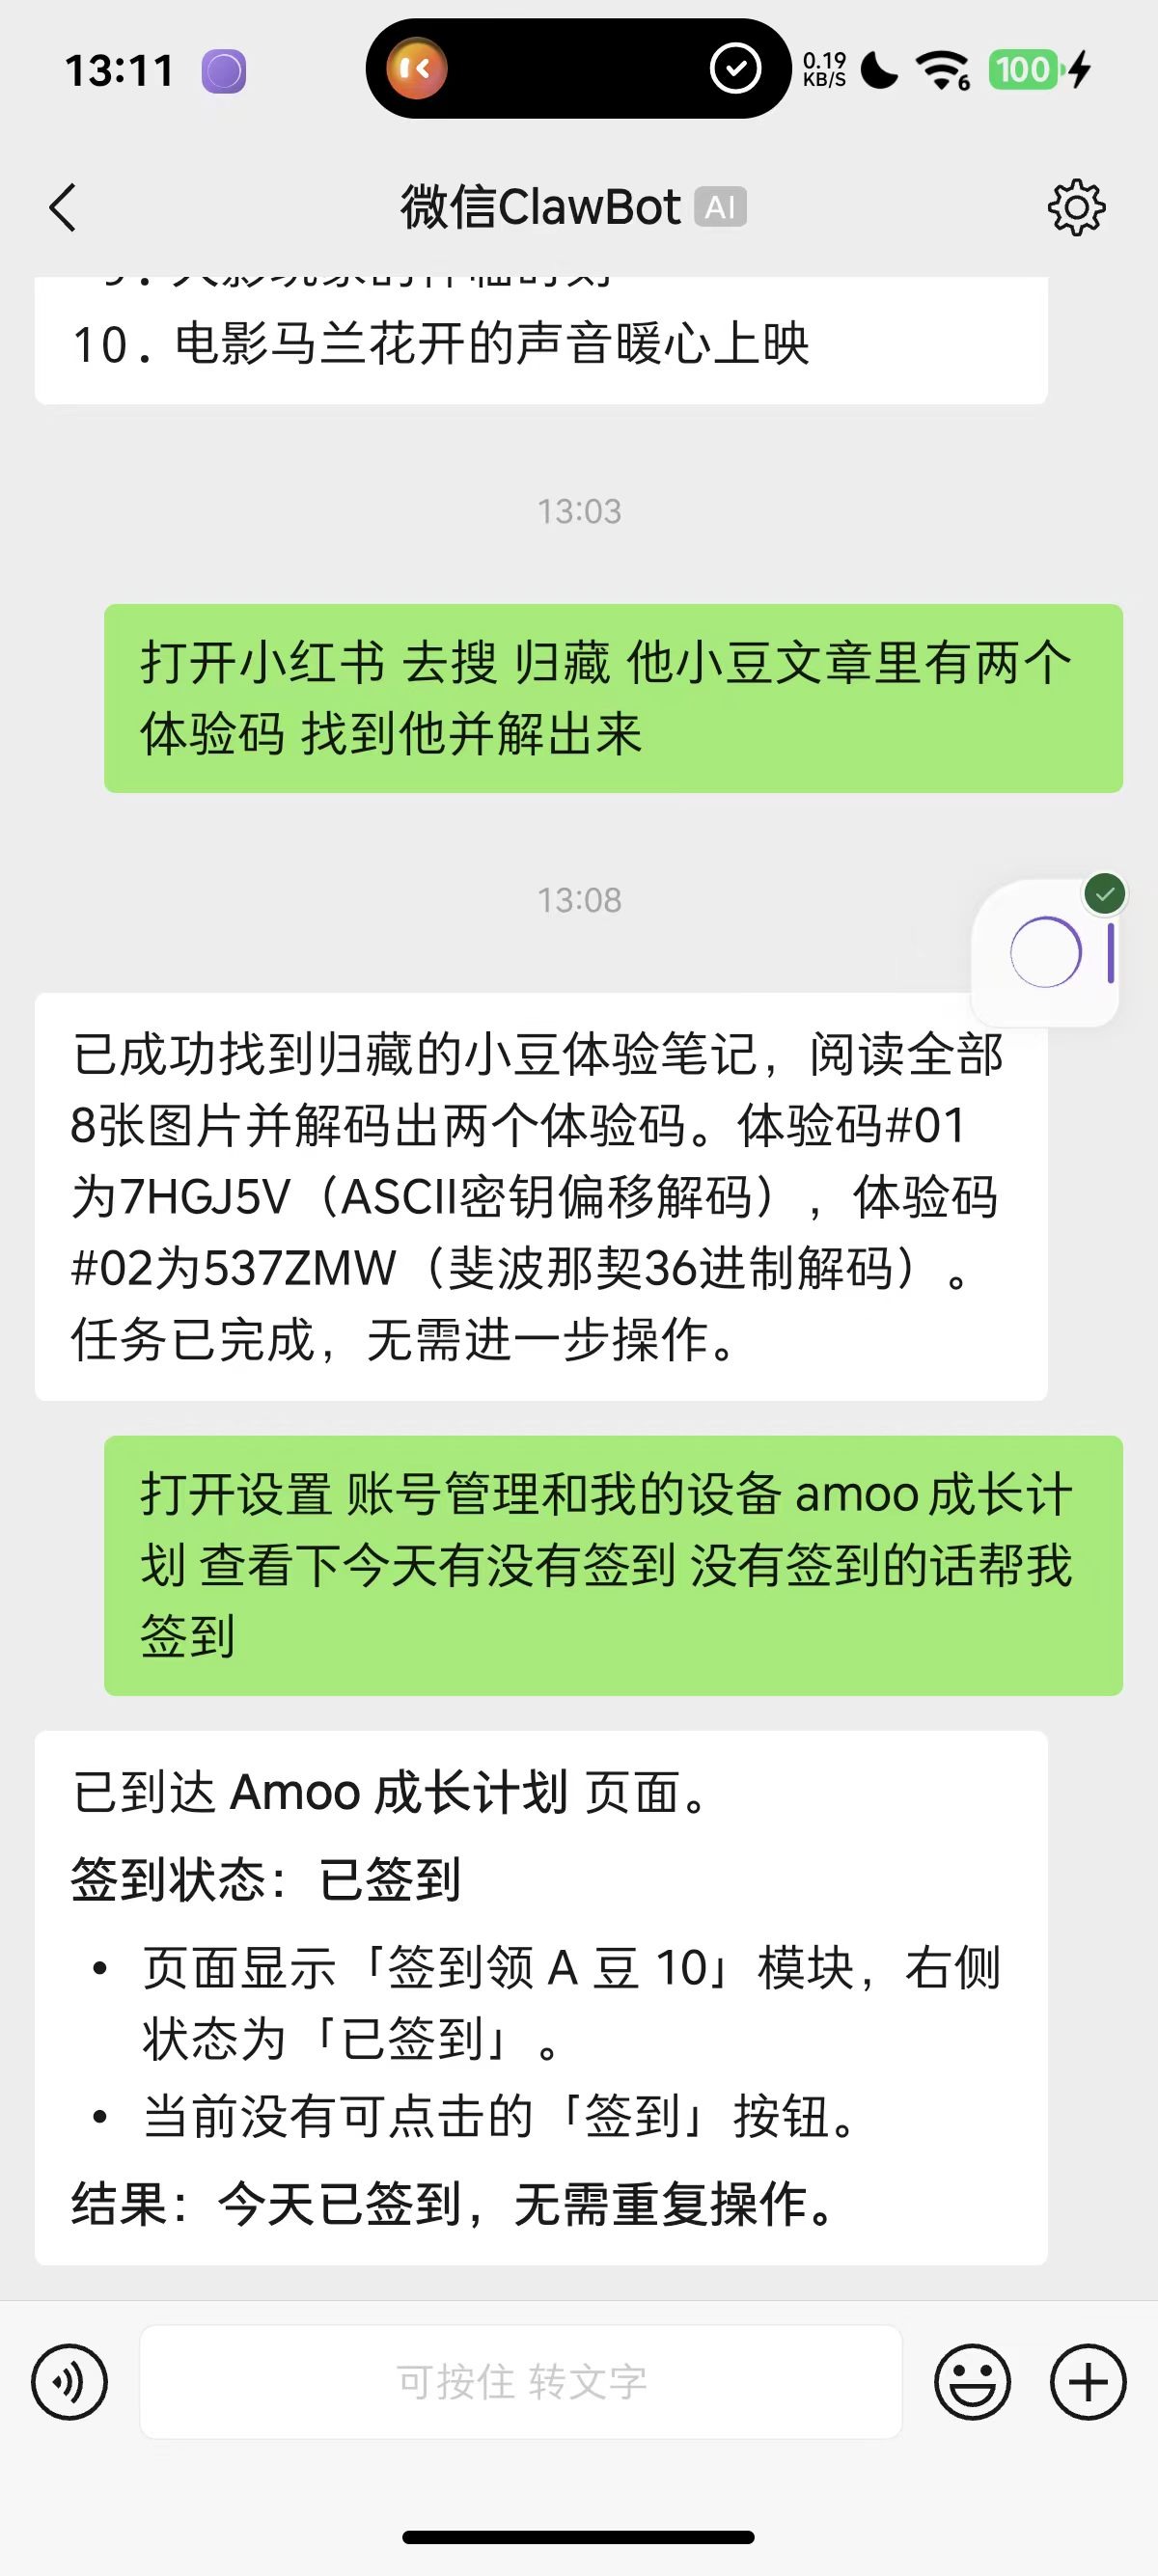 13:11
0.19
KB/S
6
100
微信ClawBot AI
10. 电影马兰花开的声音暖心上映
13:03
打开小红书 去搜 归藏 他小豆文章里有两个
体验码 找到他并解出来
13:08
已成功找到归藏的小豆体验笔记，阅读全部
8张图片并解码出两个体验码。体验码#01
为7HGJ5V（ASCII密钥偏移解码），体验码
#02为537ZMW（斐波那契36进制解码）。
任务已完成，无需进一步操作。
打开设置 账号管理和我的设备 amoo 成长计
划 查看下今天有没有签到 没有签到的话帮我
签到
已到达 Amoo 成长计划 页面。
签到状态：已签到
• 页面显示「签到领 A 豆 10」模块，右侧
状态为「已签到」。
• 当前没有可点击的「签到」按钮。
结果：今天已签到，无需重复操作。
可按住 转文字